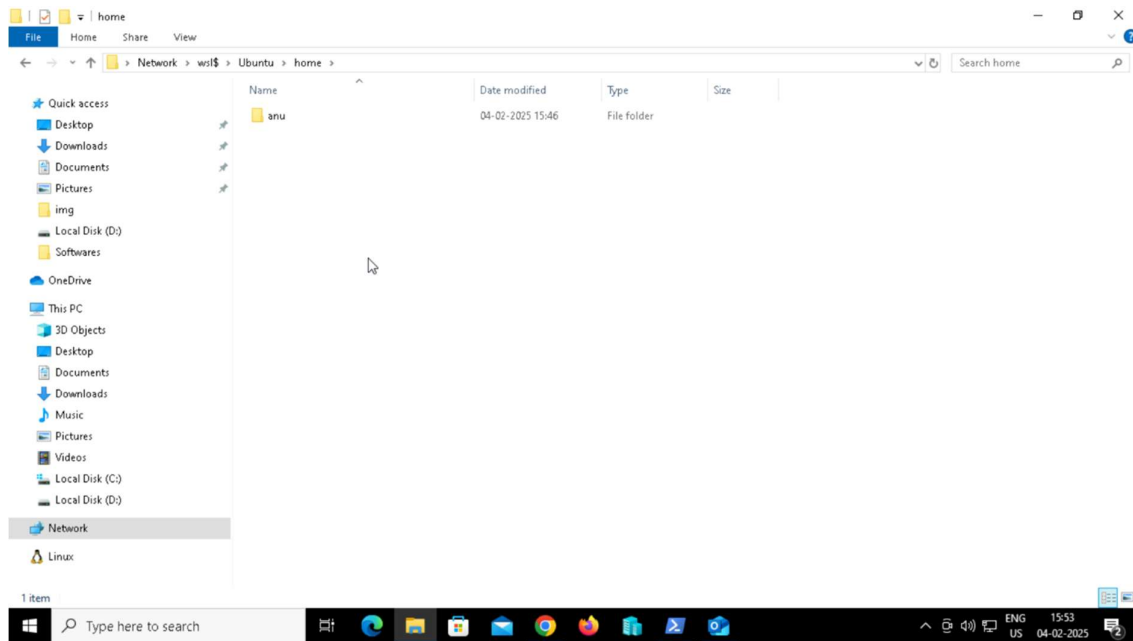 home
File Home Share View
Network > wsl$ > Ubuntu > home >
Search home
Name Date modified Type Size
anu 04-02-2025 15:46 File folder
Quick access
Desktop
Downloads
Documents
Pictures
img
Local Disk (D:)
Softwares
OneDrive
This PC
3D Objects
Desktop
Documents
Downloads
Music
Pictures
Videos
Local Disk (C:)
Local Disk (D:)
Network
Linux
1 item
Type here to search
ENG
US
15:53
04-02-2025
2